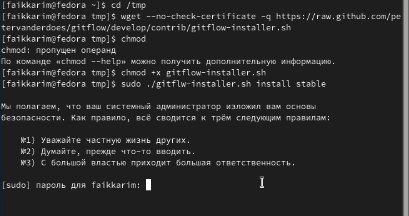 [faikkarim@fedora ~]$ cd /tmp
[faikkarim@fedora tmp]$ wget --no-check-certificate -q https://raw.github.com/pe
tervanderdoes/gitflow/develop/contrib/gitflow-installer.sh
[faikkarim@fedora tmp]$ chmod
chmod: пропущен операнд
По команде «chmod --help» можно получить дополнительную информацию.
[faikkarim@fedora tmp]$ chmod +x gitflow-installer.sh
[faikkarim@fedora tmp]$ sudo ./gitflw-installer.sh install stable
Мы полагаем, что ваш системный администратор изложил вам основы
безопасности. Как правило, всё сводится к трём следующим правилам:
№1) Уважайте частную жизнь других.
№2) Думайте, прежде что-то вводить.
№3) С большой властью приходит большая ответственность.
[sudo] пароль для faikkarim: